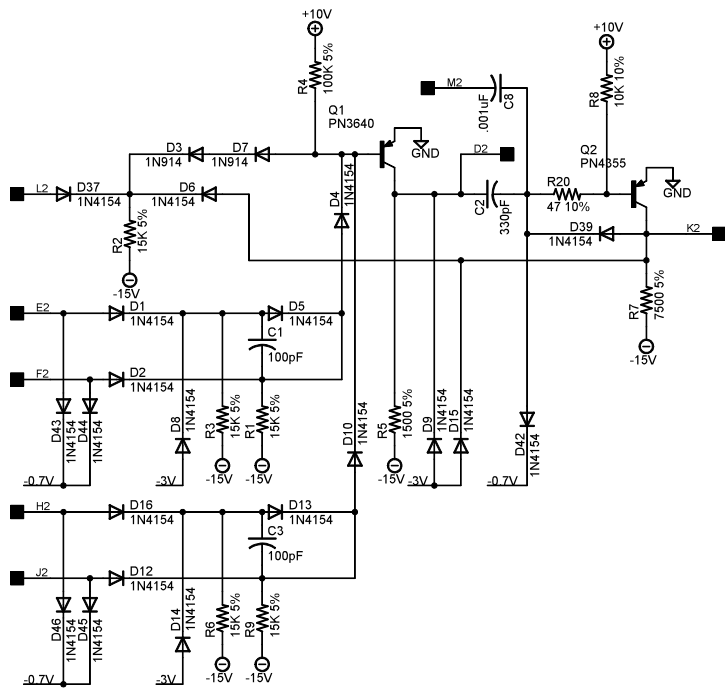 +10V
+10V
R4
100K 5%
M2
.001uF
C8
R8
10K 10%
Q1
PN3640
GND
D3
1N914
D7
1N914
D4
1N4154
D2
Q2
PN4355
GND
L2
D37
1N4154
D6
1N4154
R2
15K 5%
-15V
C2
330pF
R20
47 10%
D39
1N4154
K2
R7
7500 5%
-15V
E2
D1
1N4154
D5
1N4154
C1
100pF
F2
D2
1N4154
D43
1N4154
D44
1N4154
D8
1N4154
R3
15K 5%
R1
15K 5%
D10
1N4154
R5
1500 5%
D9
1N4154
D15
1N4154
D42
1N4154
-0.7V
-3V
-15V
-15V
-15V
-3V
-0.7V
H2
D16
1N4154
D13
1N4154
C3
100pF
J2
D12
1N4154
D46
1N4154
D45
1N4154
D14
1N4154
R6
15K 5%
R9
15K 5%
-0.7V
-3V
-15V
-15V